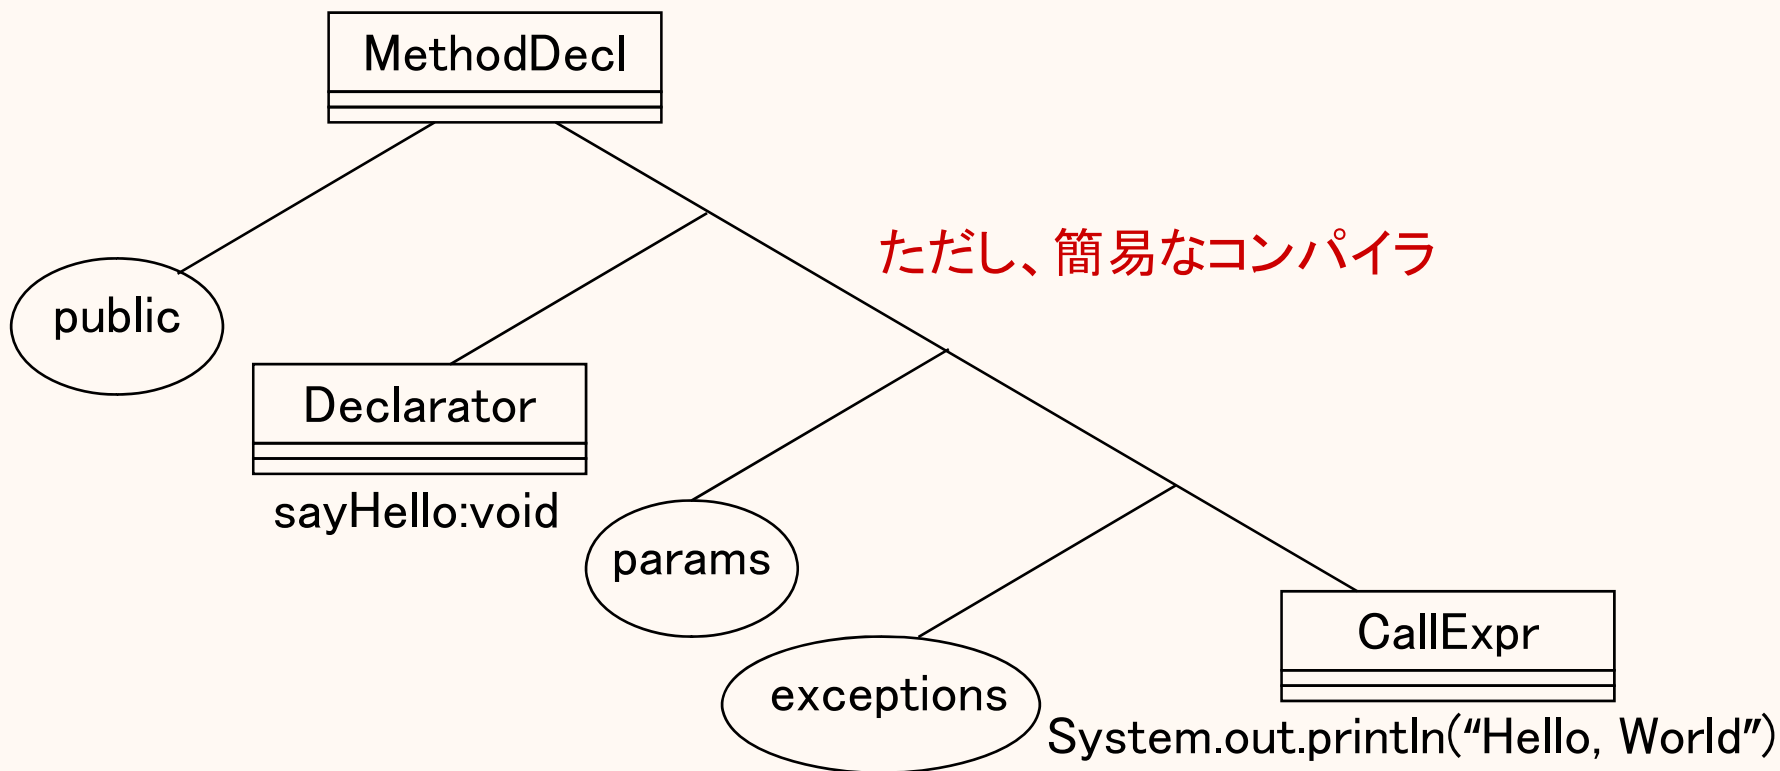 MethodDecl
ただし、簡易なコンパイラ
public
Declarator
sayHello:void
params
exceptions
CallExpr
System.out.println(“Hello, World”)